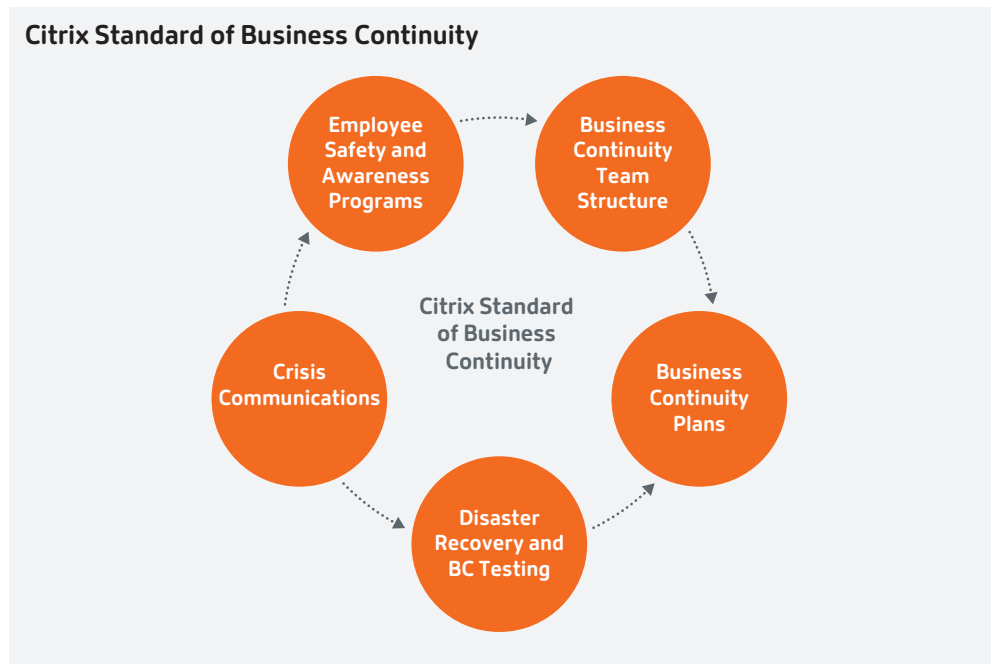 Citrix Standard of Business Continuity
Employee
Safety and
Awareness
Programs
Business
Continuity
Team
Structure
Citrix Standard
of Business
Continuity
Crisis
Communications
Business
Continuity
Plans
Disaster
Recovery and
BC Testing